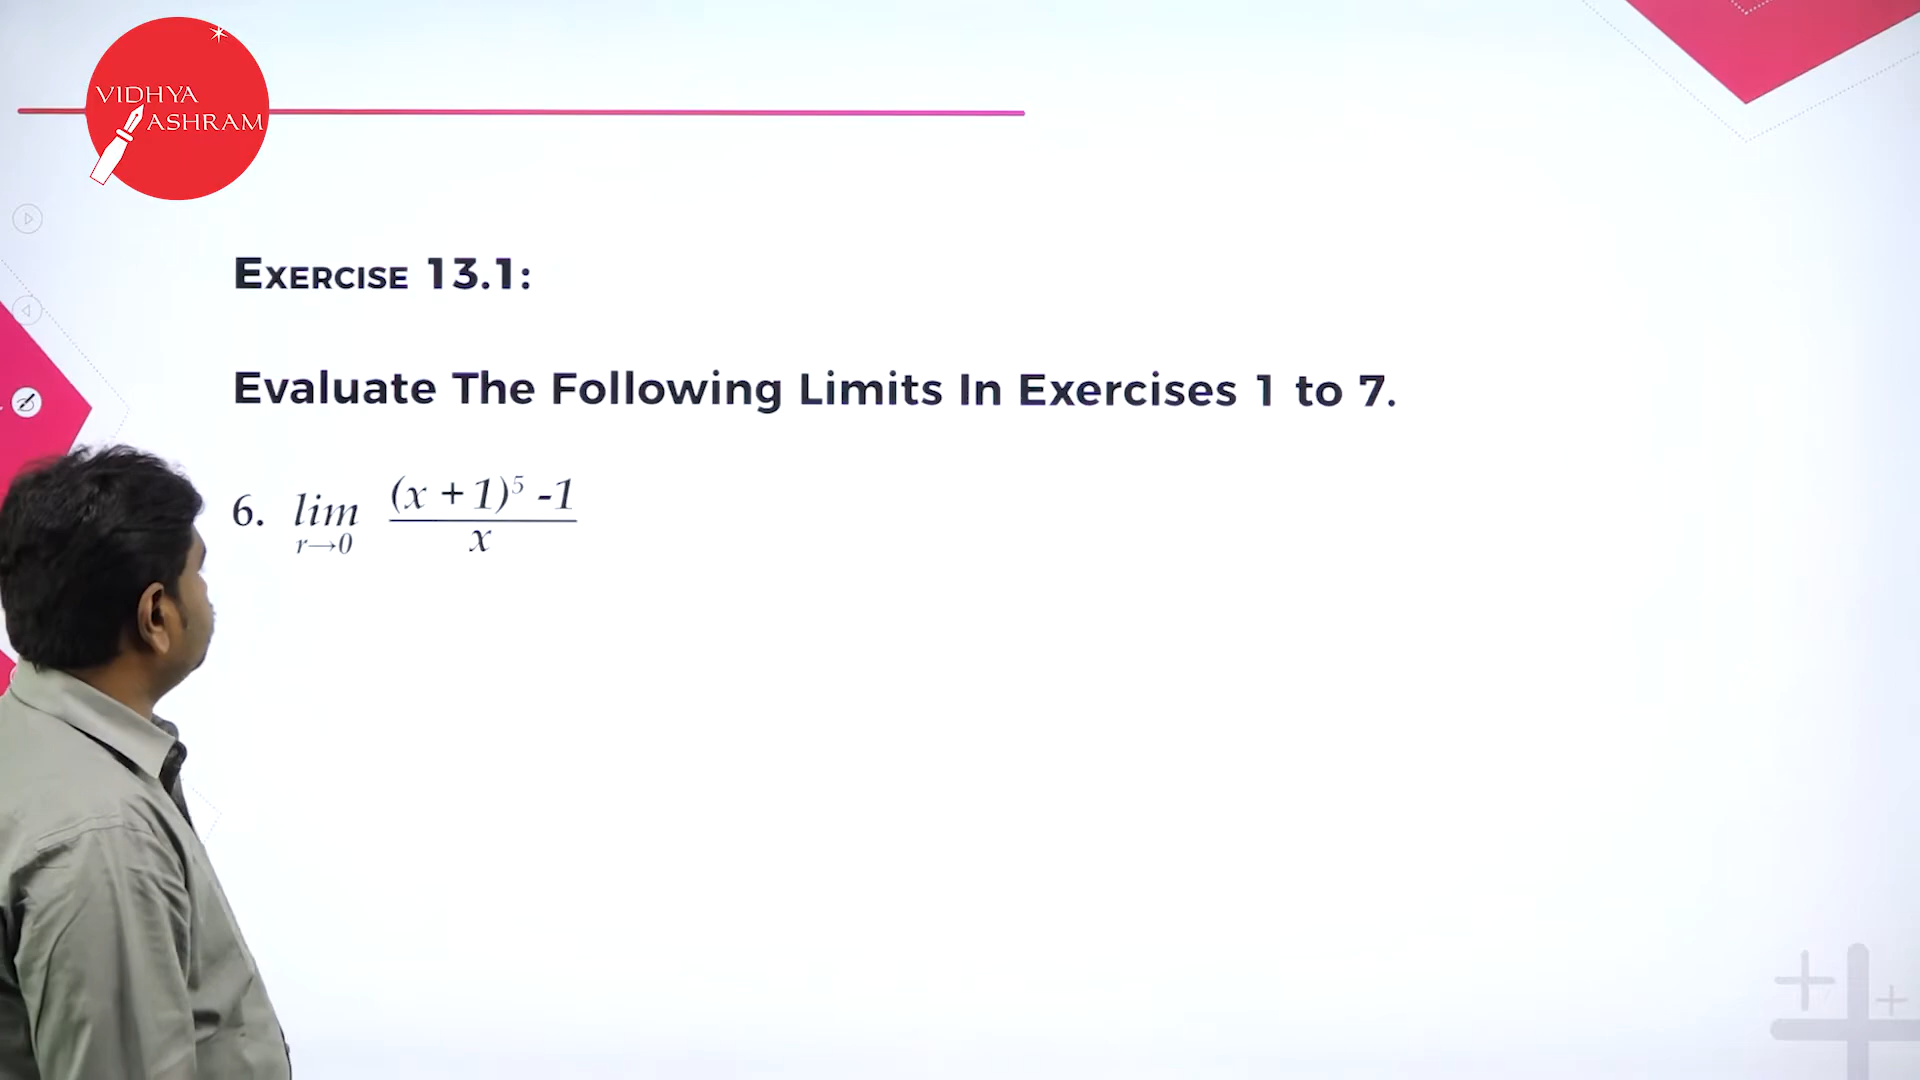 VIDHYA
ASHRAM
EXERCISE 13.1:
Evaluate The Following Limits In Exercises 1 to 7.
6. lim r→0 (x + 1)⁵ -1 / x